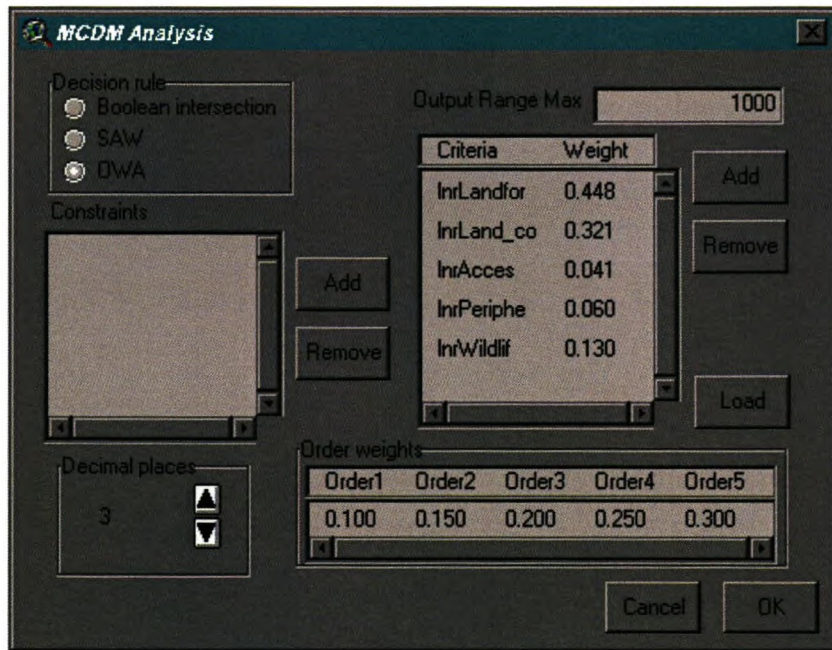 MCDM Analysis
Decision rule
Boolean intersection
SAW
OWA
Output Range Max 1000
Criteria Weight
lnrLandfor 0.448
lnrLand_co 0.321
lnrAcces 0.041
lnrPeriphe 0.060
lnrWildlif 0.130
Add
Remove
Load
Constraints
Add
Remove
Decimal places
3
Order weights
Order1 Order2 Order3 Order4 Order5
0.100 0.150 0.200 0.250 0.300
Cancel OK